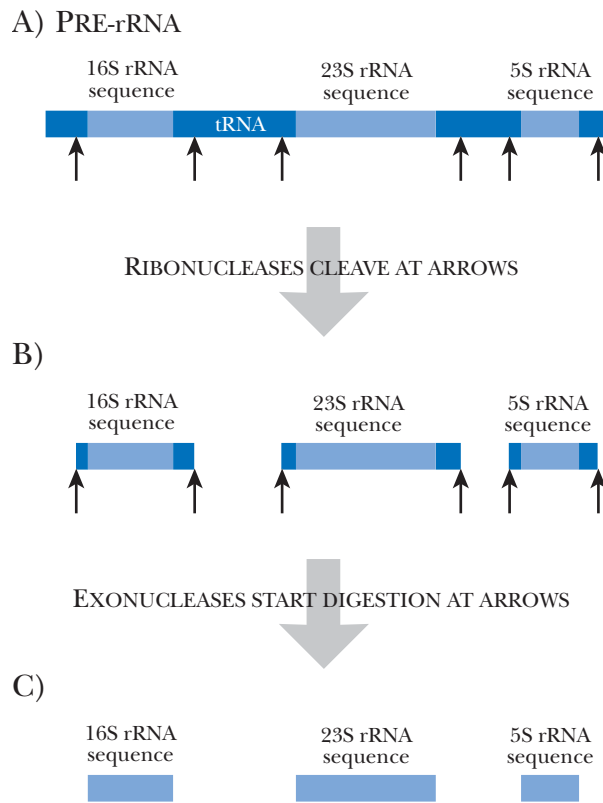 A) PRE-rRNA
16S rRNA
sequence
23S rRNA
sequence
5S rRNA
sequence
tRNA
RIBONUCLEASES CLEAVE AT ARROWS
B)
16S rRNA
sequence
23S rRNA
sequence
5S rRNA
sequence
EXONUCLEASES START DIGESTION AT ARROWS
C)
16S rRNA
sequence
23S rRNA
sequence
5S rRNA
sequence